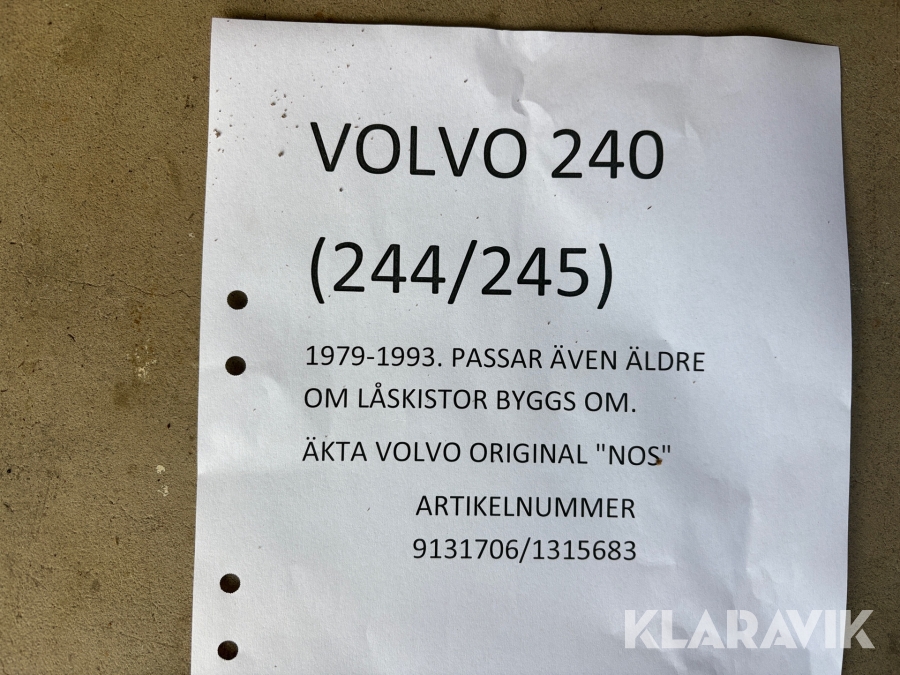 VOLVO 240
(244/245)
1979-1993. PASSAR ÄVEN ÄLDRE
OM LÅSKISTOR BYGGS OM.
ÄKTA VOLVO ORIGINAL "NOS"
ARTIKELNUMMER
9131706/1315683
KLARAVIK